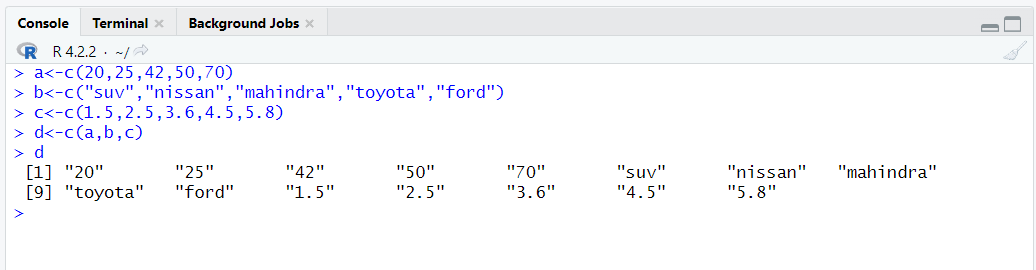 Console Terminal × Background Jobs ×
R R 4.2.2 · ~/
> a<-c(20,25,42,50,70)
> b<-c("suv","nissan","mahindra","toyota","ford")
> c<-c(1.5,2.5,3.6,4.5,5.8)
> d<-c(a,b,c)
> d
[1] "20" "25" "42" "50" "70" "suv" "nissan" "mahindra"
[9] "toyota" "ford" "1.5" "2.5" "3.6" "4.5" "5.8"
>